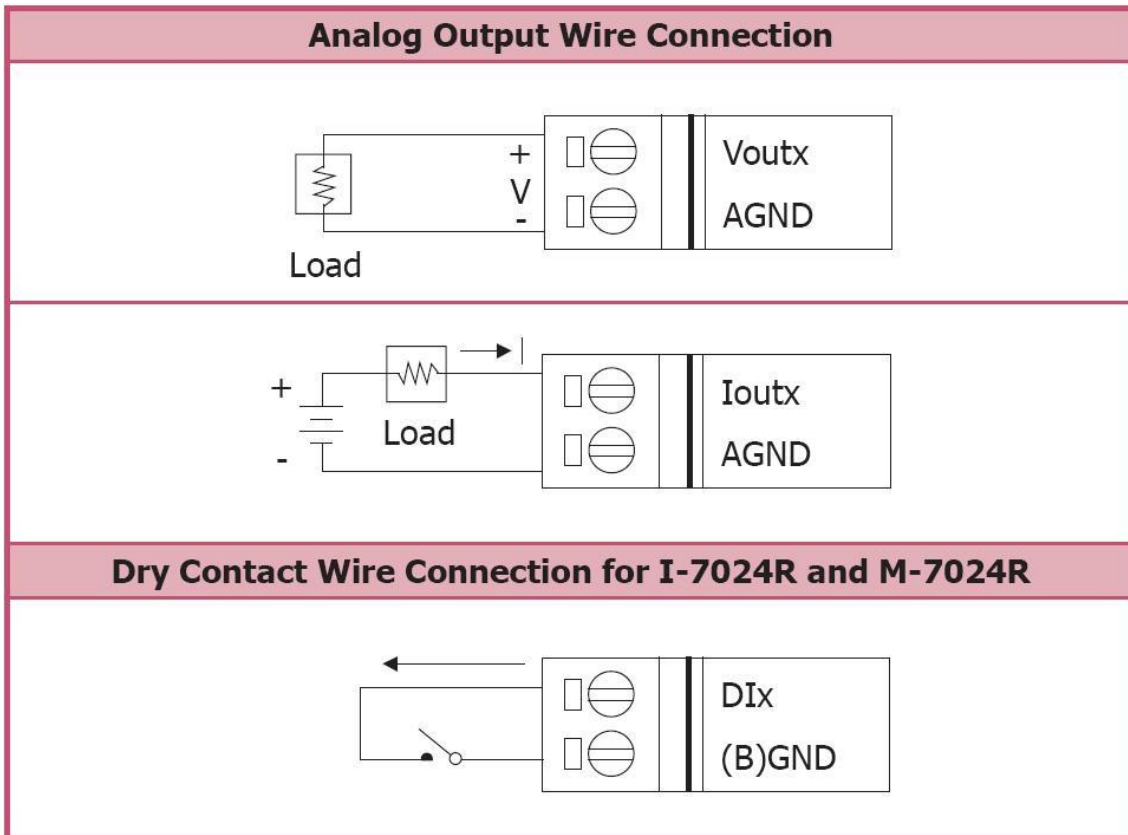 Analog Output Wire Connection
+
V
-
Load
Voutx
AGND
+
-
Load
I
Ioutx
AGND
Dry Contact Wire Connection for I-7024R and M-7024R
DIx
(B)GND